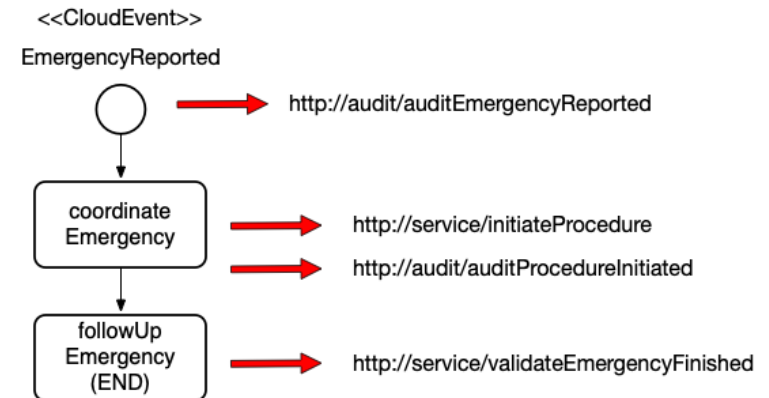 <<CloudEvent>>
EmergencyReported
http://audit/auditEmergencyReported
coordinate
Emergency
http://service/initiateProcedure
http://audit/auditProcedureInitiated
followUp
Emergency
(END)
http://service/validateEmergencyFinished